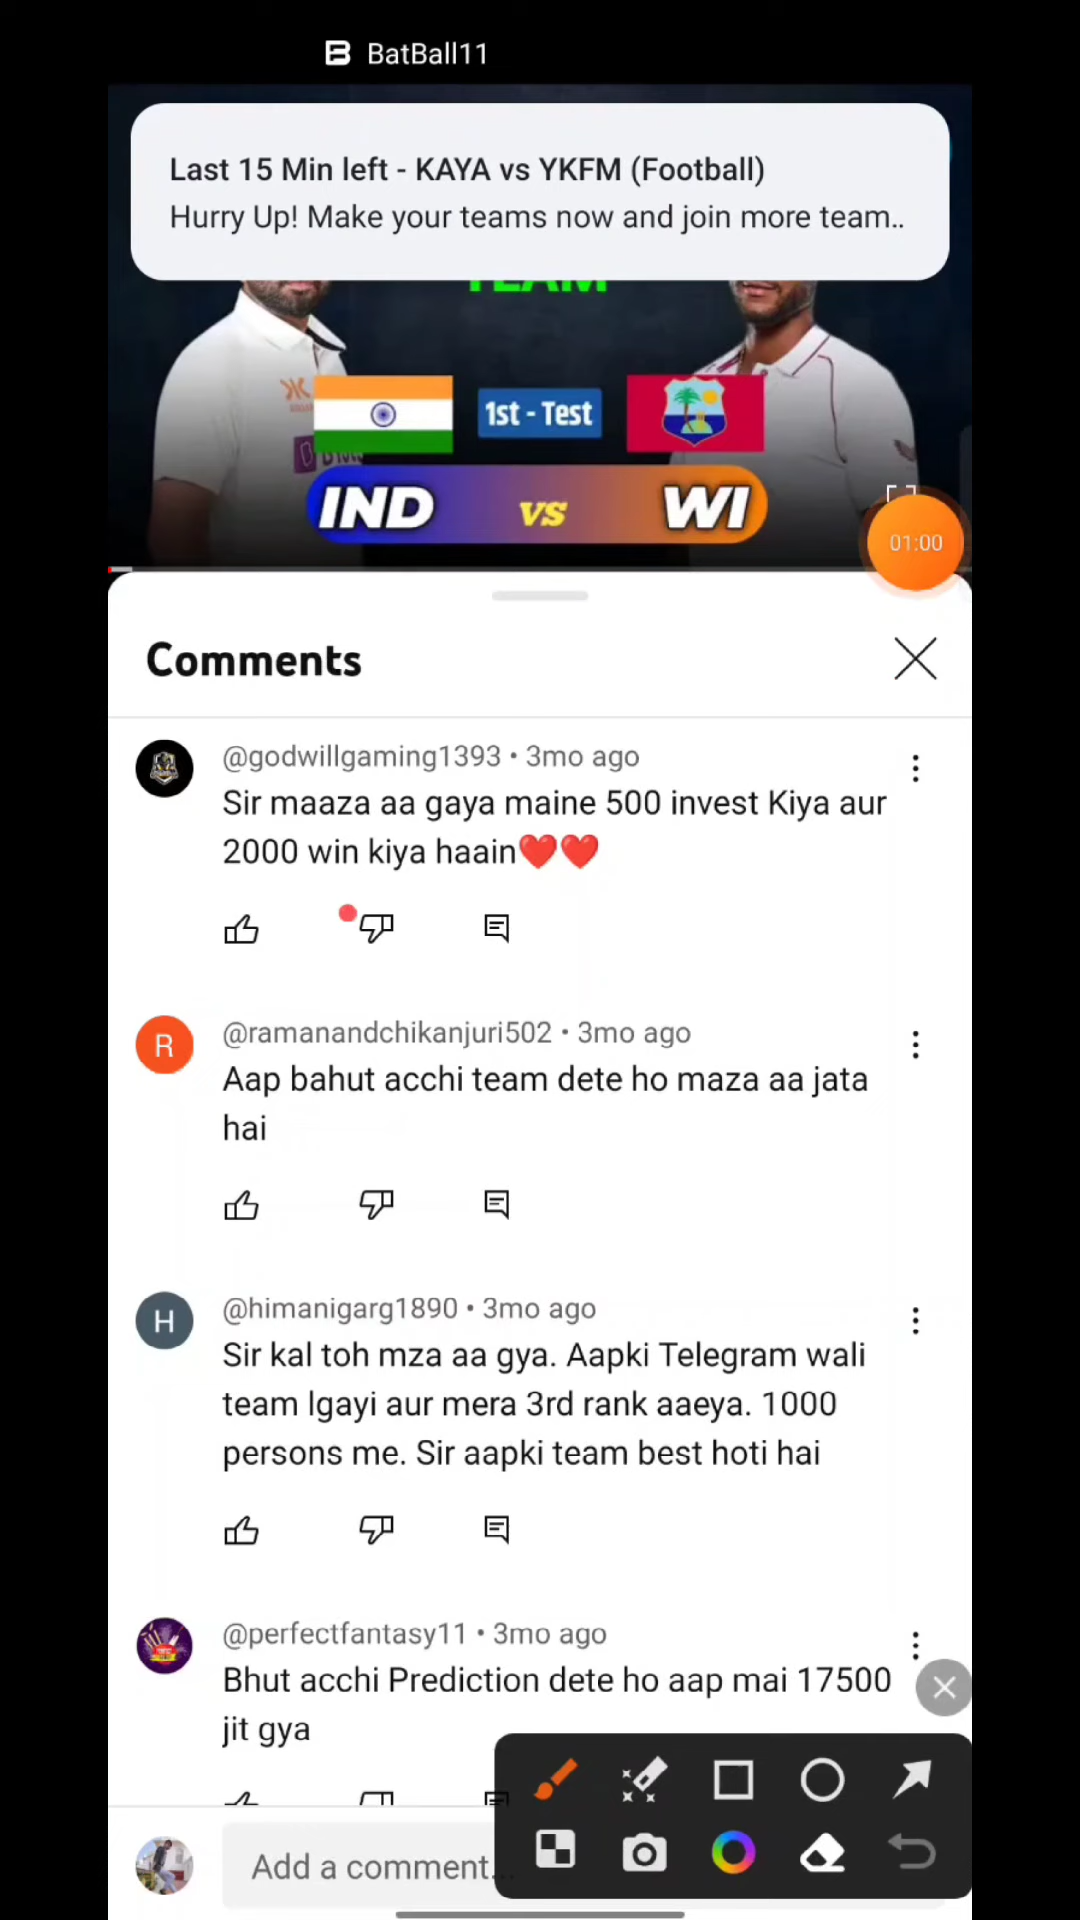 BatBall11
Last 15 Min left - KAYA vs YKFM (Football)
Hurry Up! Make your teams now and join more team..
TEAM
1st - Test
IND vs WI
01:00
Comments
@godwillgaming1393 • 3mo ago
Sir maaza aa gaya maine 500 invest Kiya aur
2000 win kiya haain❤️❤️
R
@ramanandchikanjuri502 • 3mo ago
Aap bahut acchi team dete ho maza aa jata
hai
H
@himanigarg1890 • 3mo ago
Sir kal toh mza aa gya. Aapki Telegram wali
team lgayi aur mera 3rd rank aaeya. 1000
persons me. Sir aapki team best hoti hai
@perfectfantasy11 • 3mo ago
Bhut acchi Prediction dete ho aap mai 17500
jit gya
Add a comment...